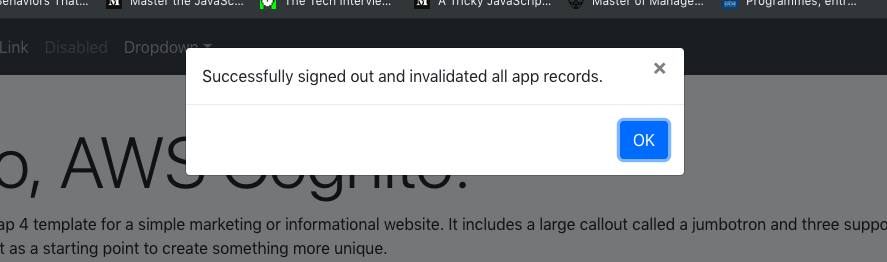 Behaviors That...
Master the JavaSc...
The Tech Intervie...
A Tricky JavaScrip...
Master of Manage...
Programmes, entr...
Link
Disabled
Dropdown
Successfully signed out and invalidated all app records.
×
OK
o, AWS Cognito!
ap 4 template for a simple marketing or informational website. It includes a large callout called a jumbotron and three suppo
t as a starting point to create something more unique.